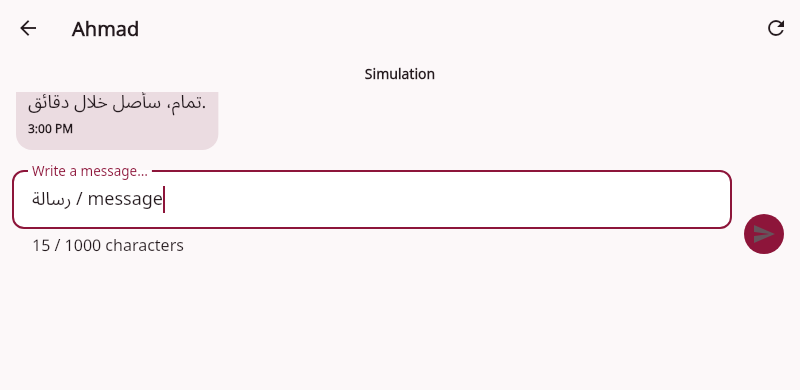 Ahmad
Simulation
تمام، سأصل خلال دقائق.
3:00 PM
Write a message...
رسالة / message
15 / 1000 characters